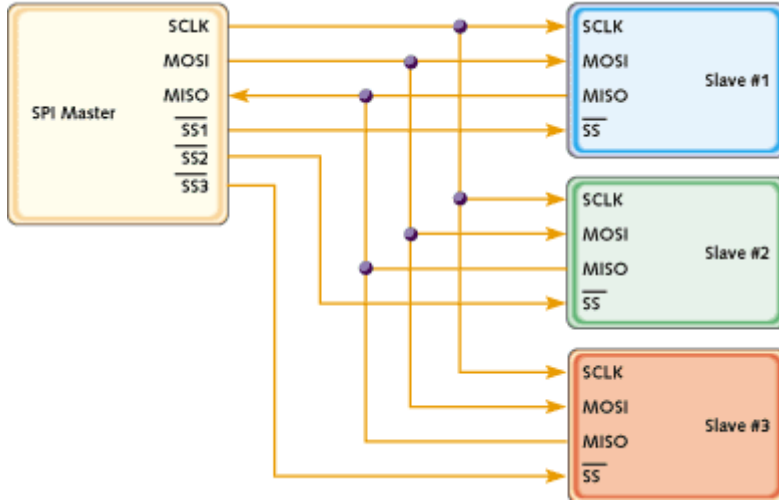 SPI Master
SCLK
MOSI
MISO
SS1
SS2
SS3
SCLK
MOSI
MISO
SS
Slave #1
SCLK
MOSI
MISO
SS
Slave #2
SCLK
MOSI
MISO
SS
Slave #3